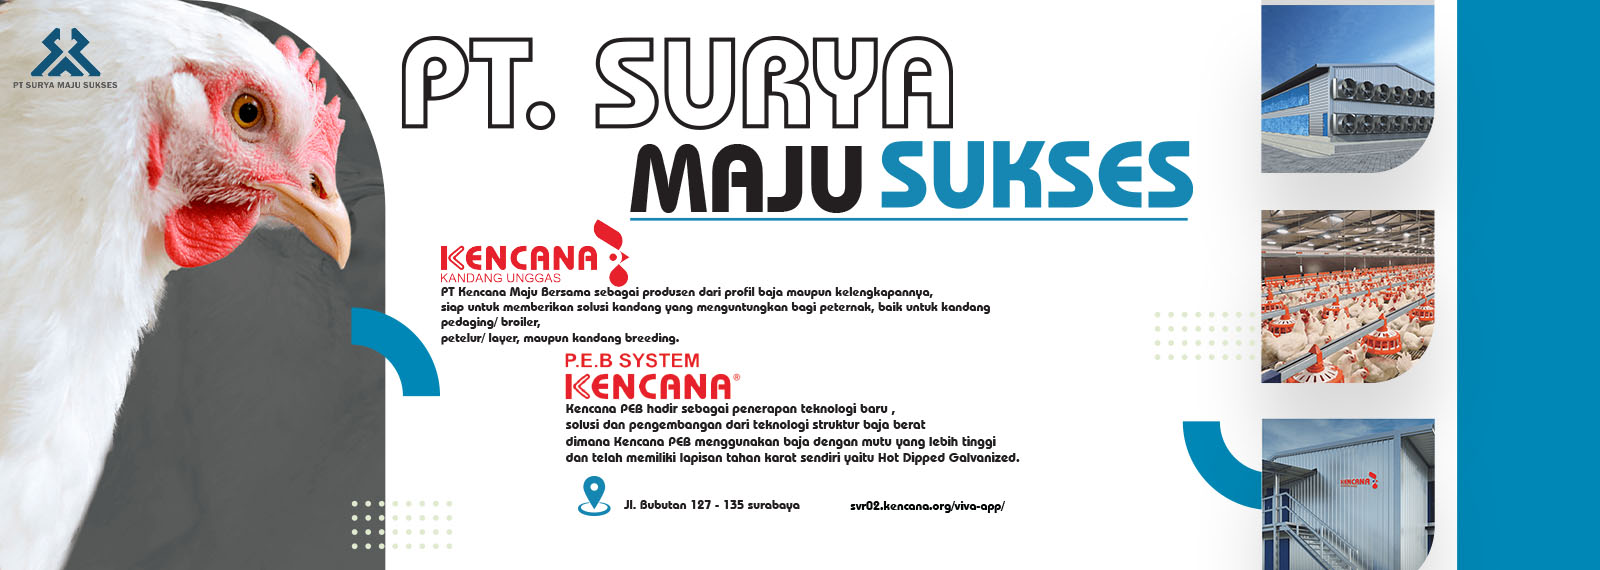 PT SURYA MAJU SUKSES
PT. SURYA
MAJU SUKSES
KENCANA
KANDANG UNGGAS
PT Kencana Maju Bersama sebagai produsen dari profil baja maupun kelengkapannya,
siap untuk memberikan solusi kandang yang menguntungkan bagi peternak, baik untuk kandang
pedaging/ broiler,
petelur/ layer, maupun kandang breeding.
P.E.B SYSTEM
KENCANA®
Kencana PEB hadir sebagai penerapan teknologi baru ,
solusi dan pengembangan dari teknologi struktur baja berat
dimana Kencana PEB menggunakan baja dengan mutu yang lebih tinggi
dan telah memiliki lapisan tahan karat sendiri yaitu Hot Dipped Galvanized.
Jl. Bubutan 127 - 135 surabaya
svr02.kencana.org/viva-app/
KENCANA